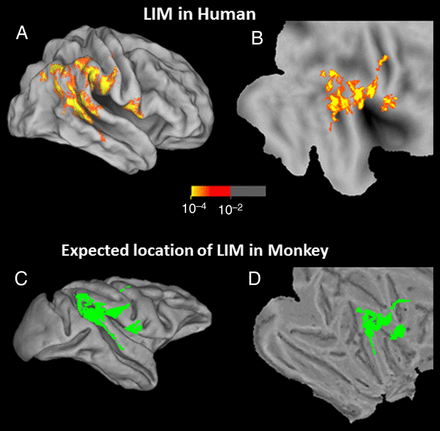 LIM in Human
A
B
10⁻⁴ 10⁻²
Expected location of LIM in Monkey
C
D